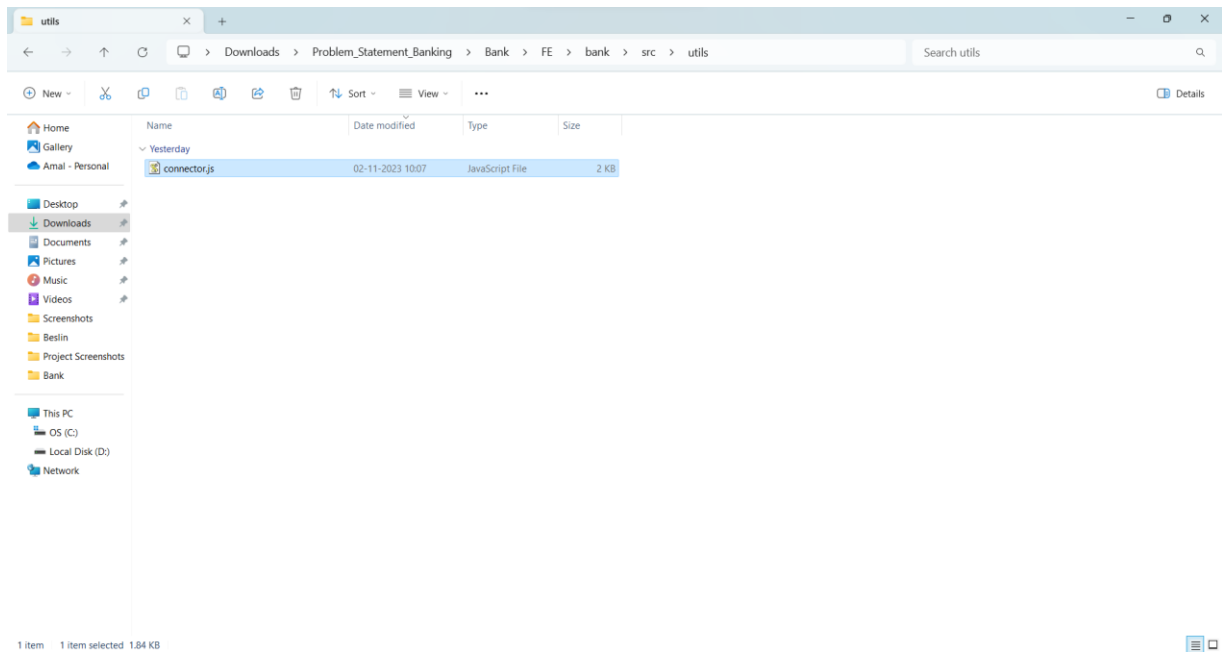 utils
Downloads > Problem_Statement_Banking > Bank > FE > bank > src > utils
Search utils
New
Sort
View
Details
Home
Gallery
Amal - Personal
Desktop
Downloads
Documents
Pictures
Music
Videos
Screenshots
Beslin
Project Screenshots
Bank
This PC
OS (C:)
Local Disk (D:)
Network
Name Date modified Type Size
Yesterday
connector.js 02-11-2023 10:07 JavaScript File 2 KB
1 item 1 item selected 1.84 KB